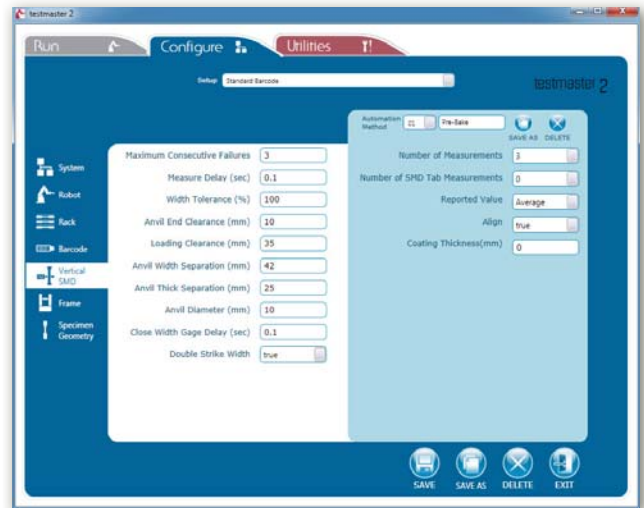 testmaster 2
Run
Configure
Utilities
Setup Standard Barcode
testmaster 2
Automation Method 01 Pre-Bake
SAVE AS DELETE
System
Robot
Rack
Barcode
Vertical SMD
Frame
Specimen Geometry
Maximum Consecutive Failures 3
Measure Delay (sec) 0.1
Width Tolerance (%) 100
Anvil End Clearance (mm) 10
Loading Clearance (mm) 35
Anvil Width Separation (mm) 42
Anvil Thick Separation (mm) 25
Anvil Diameter (mm) 10
Close Width Gage Delay (sec) 0.1
Double Strike Width true
Number of Measurements 3
Number of SMD Tab Measurements 0
Reported Value Average
Align true
Coating Thickness(mm) 0
SAVE SAVE AS DELETE EXIT